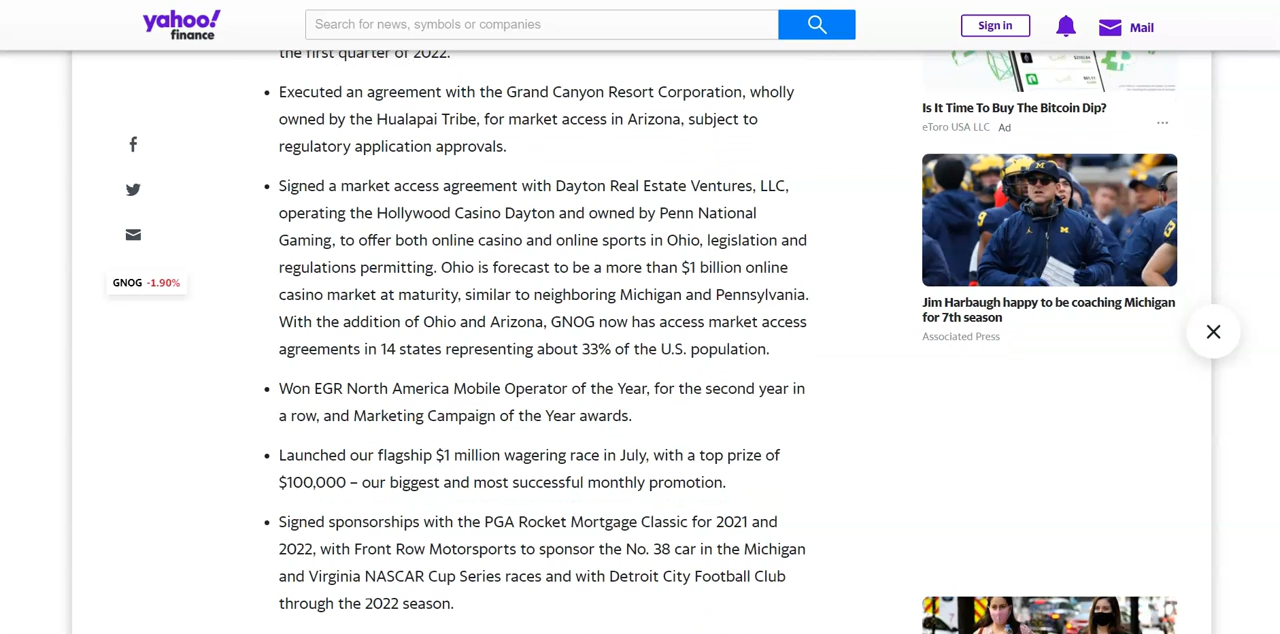 yahoo!
finance
Search for news, symbols or companies
Sign in
Mail
the first quarter of 2022.
• Executed an agreement with the Grand Canyon Resort Corporation, wholly
owned by the Hualapai Tribe, for market access in Arizona, subject to
regulatory application approvals.
• Signed a market access agreement with Dayton Real Estate Ventures, LLC,
operating the Hollywood Casino Dayton and owned by Penn National
Gaming, to offer both online casino and online sports in Ohio, legislation and
regulations permitting. Ohio is forecast to be a more than $1 billion online
casino market at maturity, similar to neighboring Michigan and Pennsylvania.
With the addition of Ohio and Arizona, GNOG now has access market access
agreements in 14 states representing about 33% of the U.S. population.
• Won EGR North America Mobile Operator of the Year, for the second year in
a row, and Marketing Campaign of the Year awards.
• Launched our flagship $1 million wagering race in July, with a top prize of
$100,000 – our biggest and most successful monthly promotion.
• Signed sponsorships with the PGA Rocket Mortgage Classic for 2021 and
2022, with Front Row Motorsports to sponsor the No. 38 car in the Michigan
and Virginia NASCAR Cup Series races and with Detroit City Football Club
through the 2022 season.
GNOG -1.90%
Is It Time To Buy The Bitcoin Dip?
eToro USA LLC Ad
Jim Harbaugh happy to be coaching Michigan
for 7th season
Associated Press